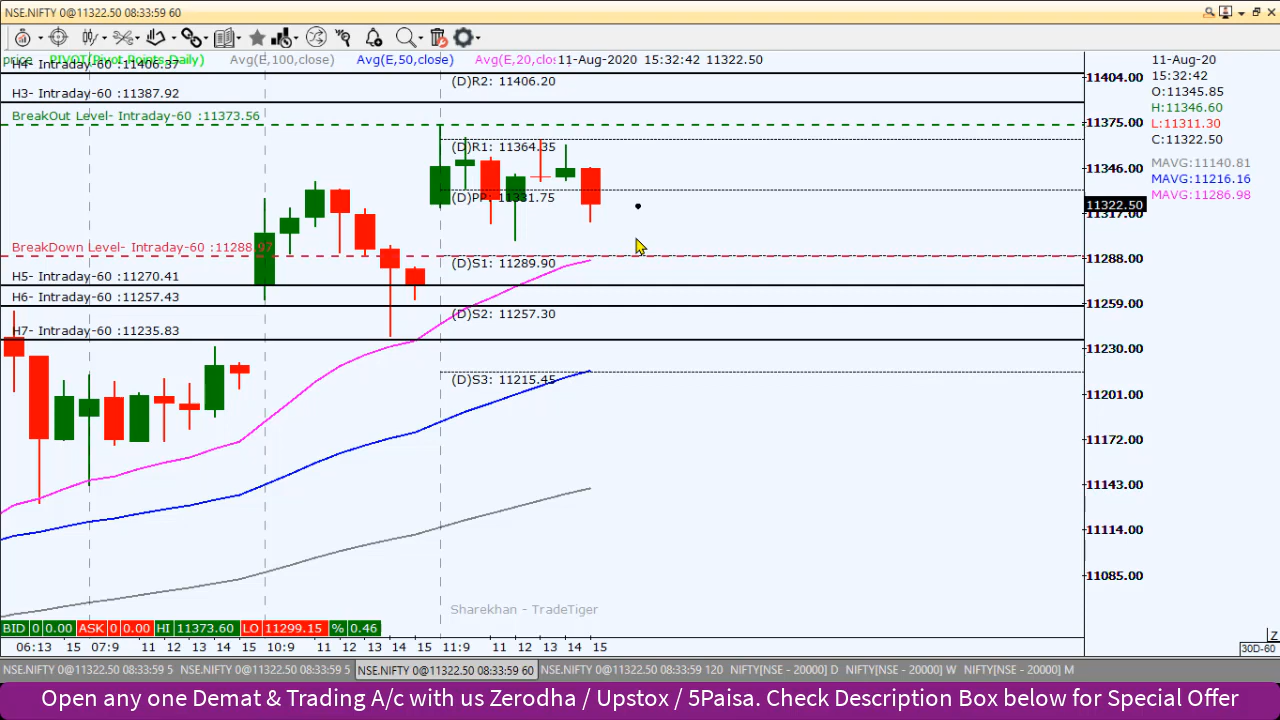 NSE.NIFTY 0@11322.50 08:33:59 60
Avg(E,100,close) Avg(E,50,close) 11-Aug-2020 15:32:42 11322.50
H4- Intraday-60 :11406.37
(D)R2: 11406.20
H3- Intraday-60 :11387.92
BreakOut Level- Intraday-60 :11373.56
(D)R1: 11364.35
(D)PP: 11331.75
BreakDown Level- Intraday-60 :11288.97
(D)S1: 11289.90
H5- Intraday-60 :11270.41
H6- Intraday-60 :11257.43
(D)S2: 11257.30
H7- Intraday-60 :11235.83
(D)S3: 11215.45
11404.00
11375.00
11346.00
11322.50
11317.00
11288.00
11259.00
11230.00
11201.00
11172.00
11143.00
11114.00
11085.00
11-Aug-20
15:32:42
O:11345.85
H:11346.60
L:11311.30
C:11322.50
MAVG:11140.81
MAVG:11216.16
MAVG:11286.98
Sharekhan - TradeTiger
BID 0 0.00 ASK 0 0.00 HI 11373.60 LO 11299.15 % 0.46
06:13 15 07:9 11 12 13 14 15 10:9 11 12 13 14 15 11:9 11 12 13 14 15
Z
30D-60
NSE.NIFTY 0@11322.50 08:33:59 5 NSE.NIFTY 0@11322.50 08:33:59 5 NSE.NIFTY 0@11322.50 08:33:59 60 NSE.NIFTY 0@11322.50 08:33:59 120 NIFTY[NSE - 20000] D NIFTY[NSE - 20000] W NIFTY[NSE - 20000] M
Open any one Demat & Trading A/c with us Zerodha / Upstox / 5Paisa. Check Description Box below for Special Offer